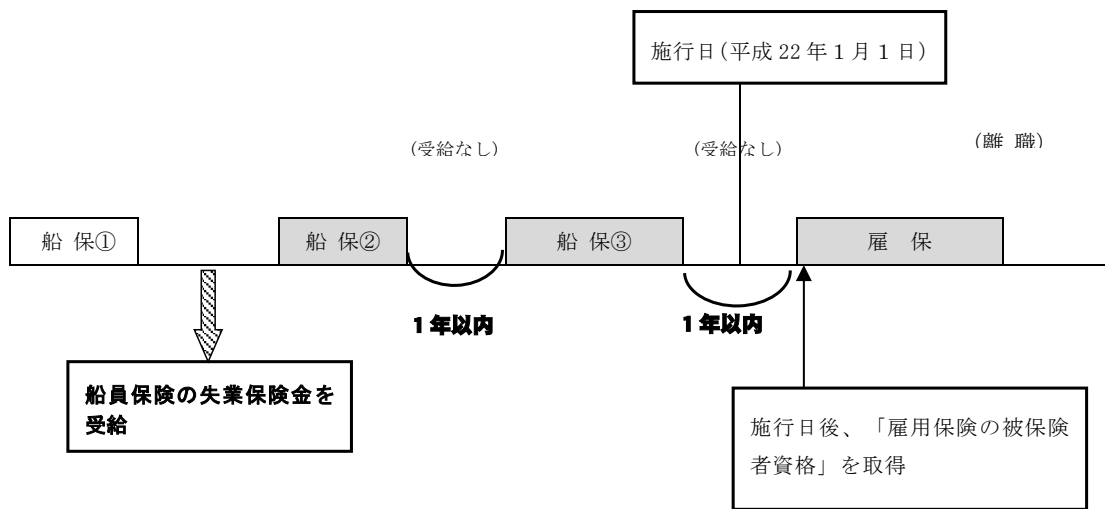 施行日(平成 22 年 1 月 1 日)
(受給なし)
(受給なし)
(離 職)
船 保①
船 保②
船 保③
雇 保
1 年以内
1 年以内
船員保険の失業保険金を
受給
施行日後、「雇用保険の被保険
者資格」を取得